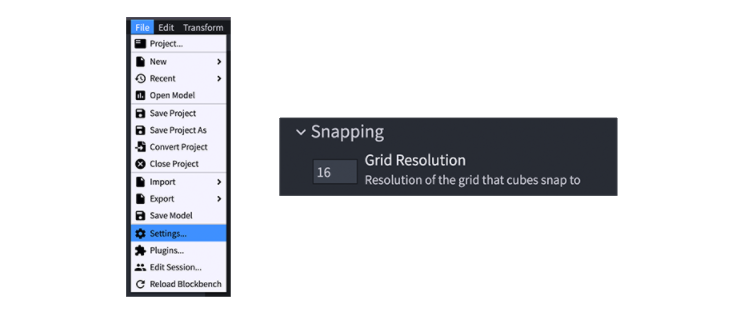 File Edit Transform
Project...
New
Recent
Open Model
Save Project
Save Project As
Convert Project
Close Project
Import
Export
Save Model
Settings...
Plugins...
Edit Session...
Reload Blockbench
Snapping
Grid Resolution
16
Resolution of the grid that cubes snap to